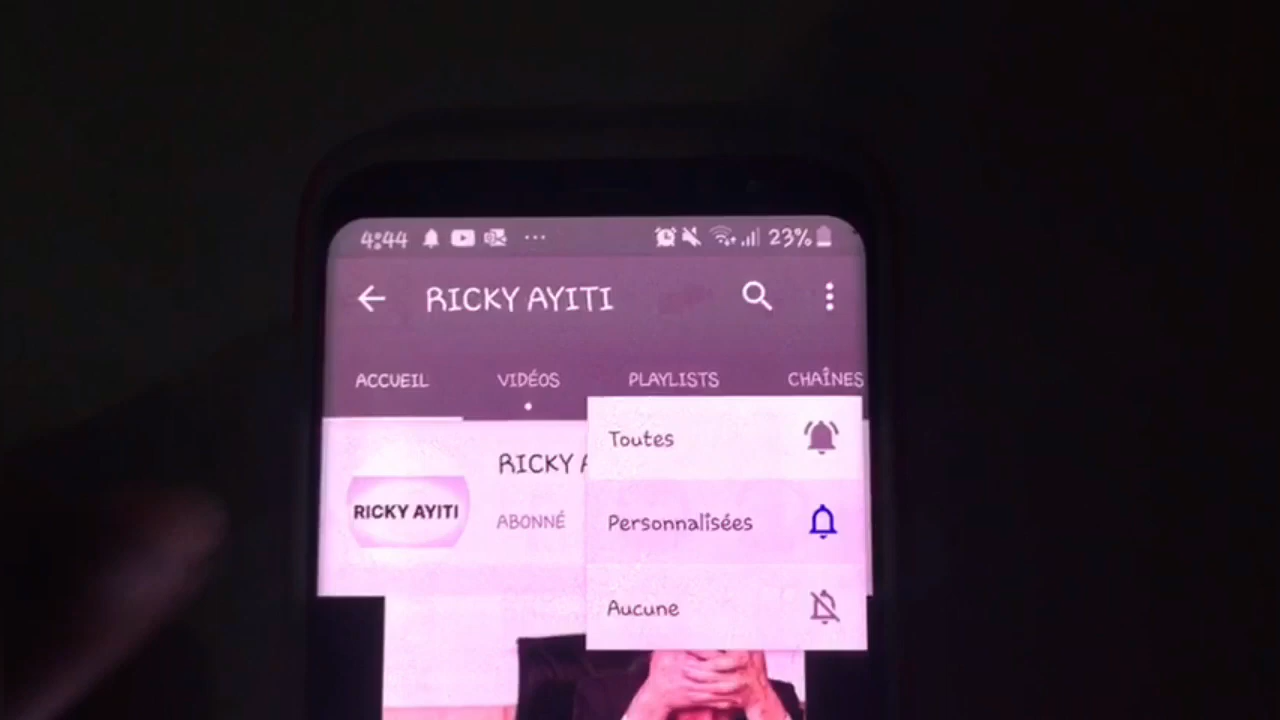 4:44 23%
RICKY AYITI
ACCUEIL VIDÉOS PLAYLISTS CHAÎNES
Toutes
RICKY A
RICKY AYITI
ABONNÉ
Personnalisées
Aucune